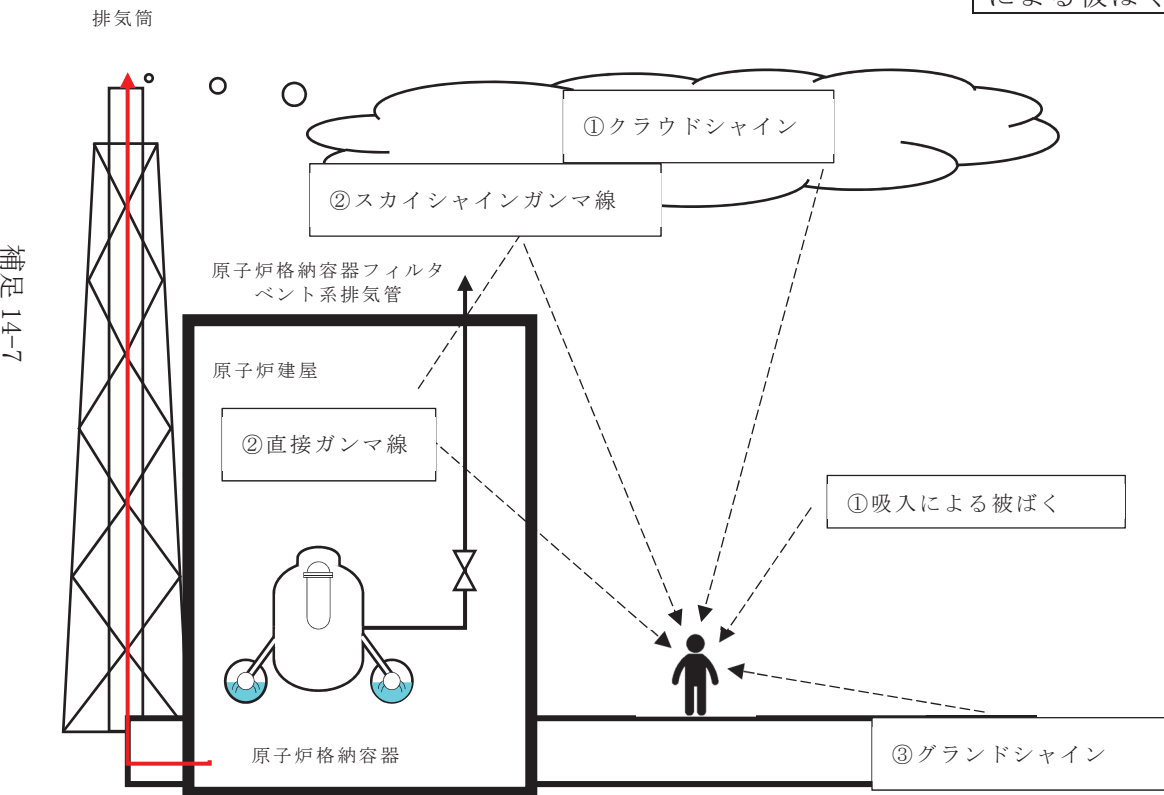 による被ばく
排気筒
①クラウドシャイン
②スカイシャインガンマ線
原子炉格納容器フィルタ
ベント系排気管
原子炉建屋
②直接ガンマ線
①吸入による被ばく
原子炉格納容器
③グランドシャイン
補足 14-7